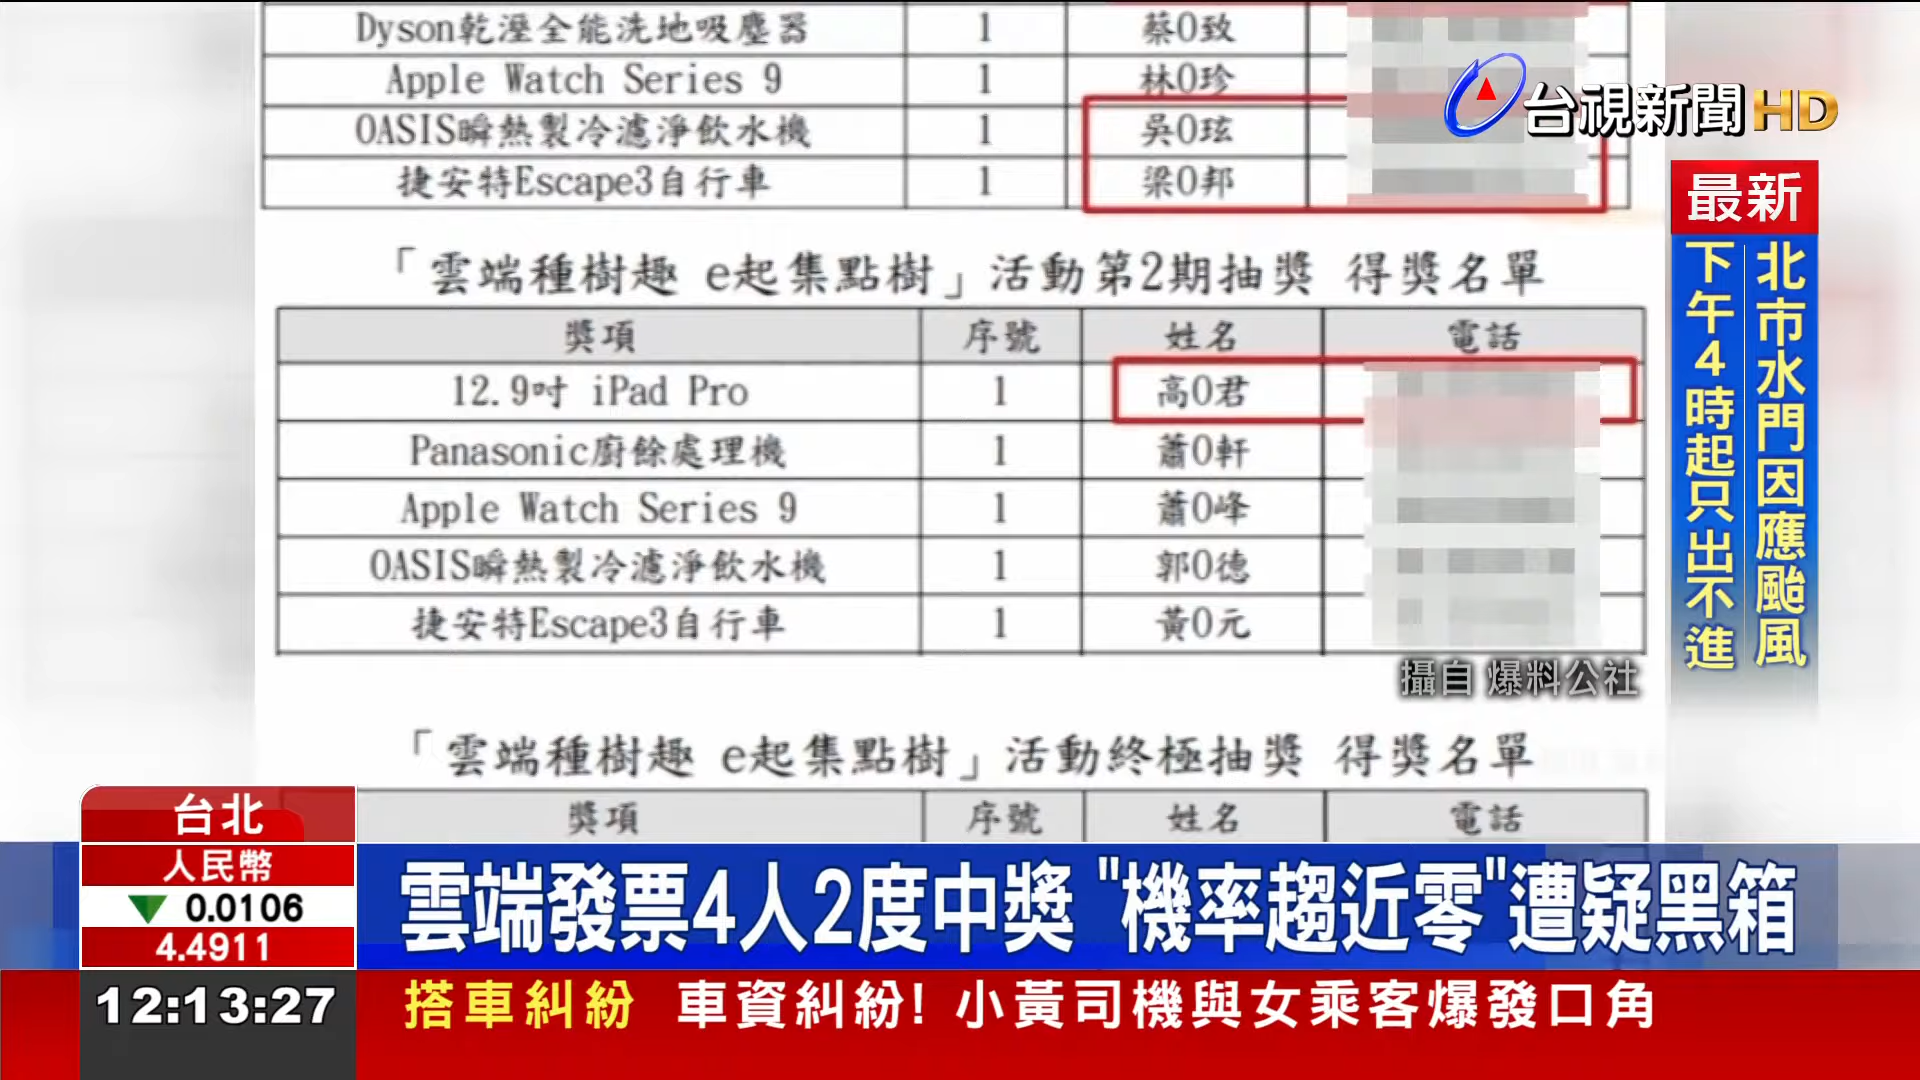 Dyson乾溼全能洗地吸塵器 1 蔡0致
Apple Watch Series 9 1 林0珍
OASIS瞬熱製冷濾淨飲水機 1 吳0玹
捷安特Escape3自行車 1 梁0邦
「雲端種樹趣 e起集點樹」活動第2期抽獎 得獎名單
獎項 序號 姓名 電話
12.9吋 iPad Pro 1 高0君
Panasonic廚餘處理機 1 蕭0軒
Apple Watch Series 9 1 蕭0峰
OASIS瞬熱製冷濾淨飲水機 1 郭0德
捷安特Escape3自行車 1 黃0元
攝自 爆料公社
「雲端種樹趣 e起集點樹」活動終極抽獎 得獎名單
獎項 序號 姓名 電話
台視新聞HD
最新
北市水門因應颱風
下午4時起只出不進
台北
人民幣
▼ 0.0106
4.4911
12:13:27
雲端發票4人2度中獎 "機率趨近零"遭疑黑箱
搭車糾紛 車資糾紛! 小黃司機與女乘客爆發口角